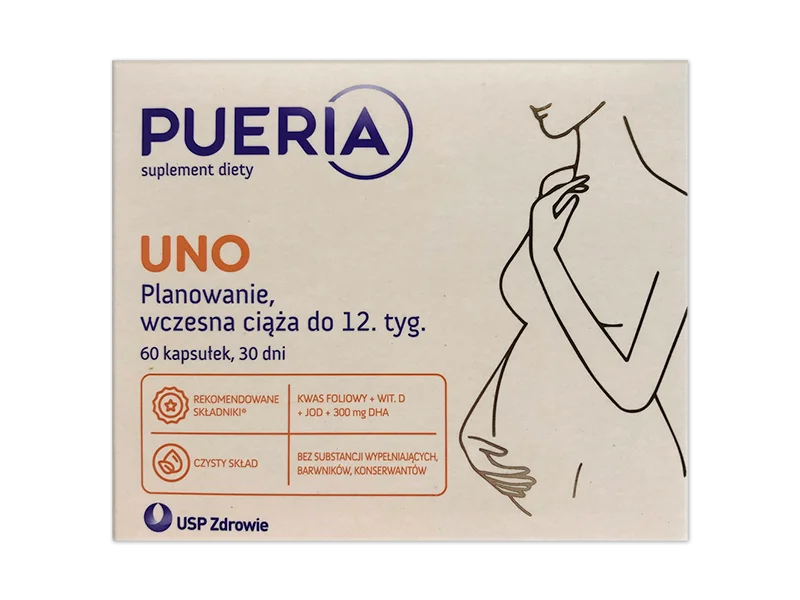 PUERIA
suplement diety
UNO
Planowanie,
wczesna ciąża do 12. tyg.
60 kapsułek, 30 dni
REKOMENDOWANE
SKŁADNIKI®
KWAS FOLIOWY + WIT. D
+ JOD + 300 mg DHA
CZYSTY SKŁAD
BEZ SUBSTANCJI WYPEŁNIAJĄCYCH,
BARWNIKÓW, KONSERWANTÓW
USP Zdrowie